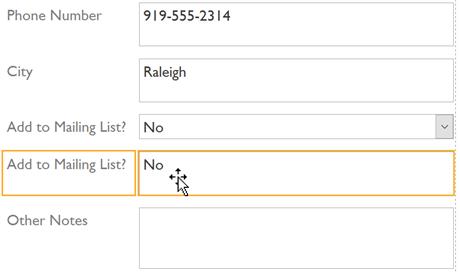 Phone Number 919-555-2314
City Raleigh
Add to Mailing List? No
Add to Mailing List? No
Other Notes